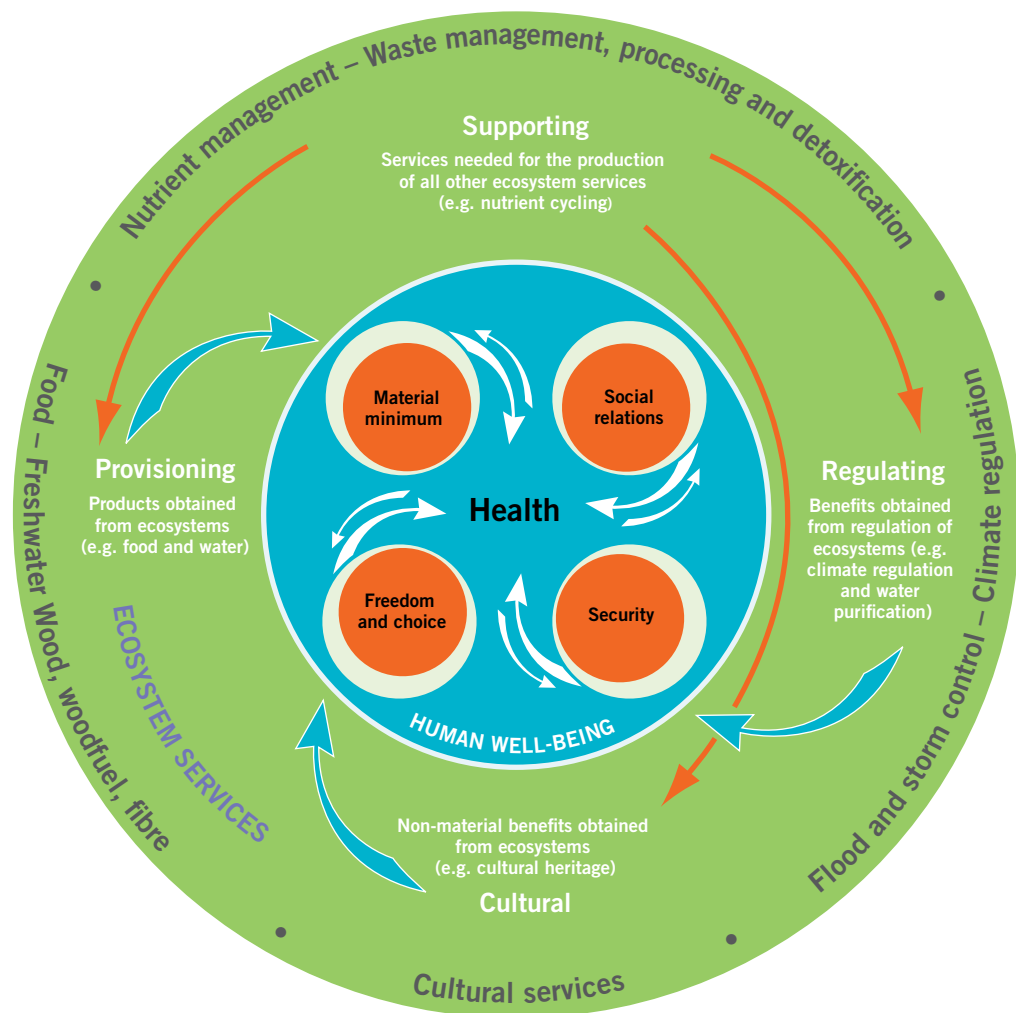 Nutrient management – Waste management, processing and detoxification
Supporting
Services needed for the production
of all other ecosystem services
(e.g. nutrient cycling)
Material
minimum
Social
relations
Health
Freedom
and choice
Security
HUMAN WELL-BEING
Provisioning
Products obtained
from ecosystems
(e.g. food and water)
Regulating
Benefits obtained
from regulation of
ecosystems (e.g.
climate regulation
and water
purification)
Food – Freshwater Wood, woodfuel, fibre
ECOSYSTEM SERVICES
Flood and storm control – Climate regulation
Non-material benefits obtained
from ecosystems
(e.g. cultural heritage)
Cultural
Cultural services